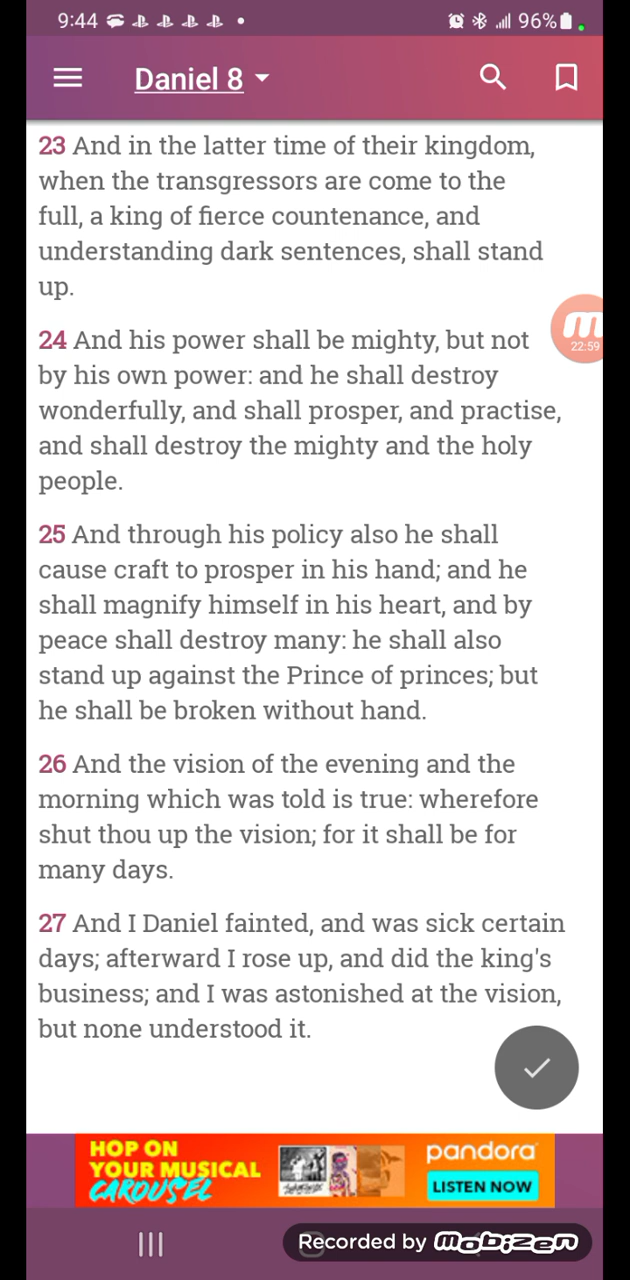 9:44 96%
Daniel 8
23 And in the latter time of their kingdom,
when the transgressors are come to the
full, a king of fierce countenance, and
understanding dark sentences, shall stand
up.
m
22:59
24 And his power shall be mighty, but not
by his own power: and he shall destroy
wonderfully, and shall prosper, and practise,
and shall destroy the mighty and the holy
people.
25 And through his policy also he shall
cause craft to prosper in his hand; and he
shall magnify himself in his heart, and by
peace shall destroy many: he shall also
stand up against the Prince of princes; but
he shall be broken without hand.
26 And the vision of the evening and the
morning which was told is true: wherefore
shut thou up the vision; for it shall be for
many days.
27 And I Daniel fainted, and was sick certain
days; afterward I rose up, and did the king's
business; and I was astonished at the vision,
but none understood it.
HOP ON
YOUR MUSICAL
CAROUSEL
pandora
LISTEN NOW
Recorded by mobizen